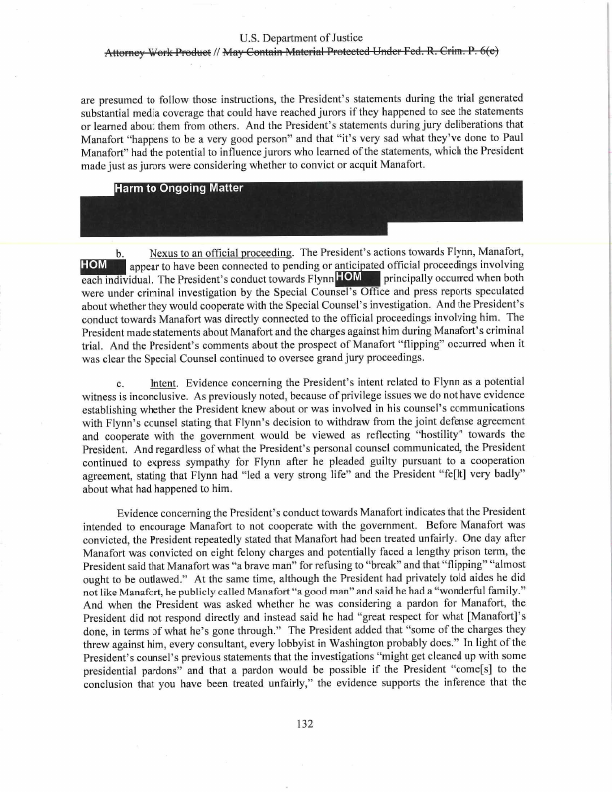 U.S. Department of Justice
Attorney Work Product // May Contain Material Protected Under Fed. R. Crim. P. 6(e)
are presumed to follow those instructions, the President's statements during the trial generated
substantial media coverage that could have reached jurors if they happened to see the statements
or learned about them from others. And the President's statements during jury deliberations that
Manafort "happens to be a very good person" and that "it's very sad what they've done to Paul
Manafort" had the potential to influence jurors who learned of the statements, which the President
made just as jurors were considering whether to convict or acquit Manafort.
Harm to Ongoing Matter
b. Nexus to an official proceeding. The President's actions towards Flynn, Manafort,
HOM appear to have been connected to pending or anticipated official proceedings involving
each individual. The President's conduct towards Flynn HOM principally occurred when both
were under criminal investigation by the Special Counsel's Office and press reports speculated
about whether they would cooperate with the Special Counsel's investigation. And the President's
conduct towards Manafort was directly connected to the official proceedings involving him. The
President made statements about Manafort and the charges against him during Manafort's criminal
trial. And the President's comments about the prospect of Manafort "flipping" occurred when it
was clear the Special Counsel continued to oversee grand jury proceedings.
c. Intent. Evidence concerning the President's intent related to Flynn as a potential
witness is inconclusive. As previously noted, because of privilege issues we do not have evidence
establishing whether the President knew about or was involved in his counsel's communications
with Flynn's counsel stating that Flynn's decision to withdraw from the joint defense agreement
and cooperate with the government would be viewed as reflecting "hostility" towards the
President. And regardless of what the President's personal counsel communicated, the President
continued to express sympathy for Flynn after he pleaded guilty pursuant to a cooperation
agreement, stating that Flynn had "led a very strong life" and the President "fe[lt] very badly"
about what had happened to him.
Evidence concerning the President's conduct towards Manafort indicates that the President
intended to encourage Manafort to not cooperate with the government. Before Manafort was
convicted, the President repeatedly stated that Manafort had been treated unfairly. One day after
Manafort was convicted on eight felony charges and potentially faced a lengthy prison term, the
President said that Manafort was "a brave man" for refusing to "break" and that "flipping" "almost
ought to be outlawed." At the same time, although the President had privately told aides he did
not like Manafort, he publicly called Manafort "a good man" and said he had a "wonderful family."
And when the President was asked whether he was considering a pardon for Manafort, the
President did not respond directly and instead said he had "great respect for what [Manafort]'s
done, in terms of what he's gone through." The President added that "some of the charges they
threw against him, every consultant, every lobbyist in Washington probably does." In light of the
President's counsel's previous statements that the investigations "might get cleaned up with some
presidential pardons" and that a pardon would be possible if the President "come[s] to the
conclusion that you have been treated unfairly," the evidence supports the inference that the
132